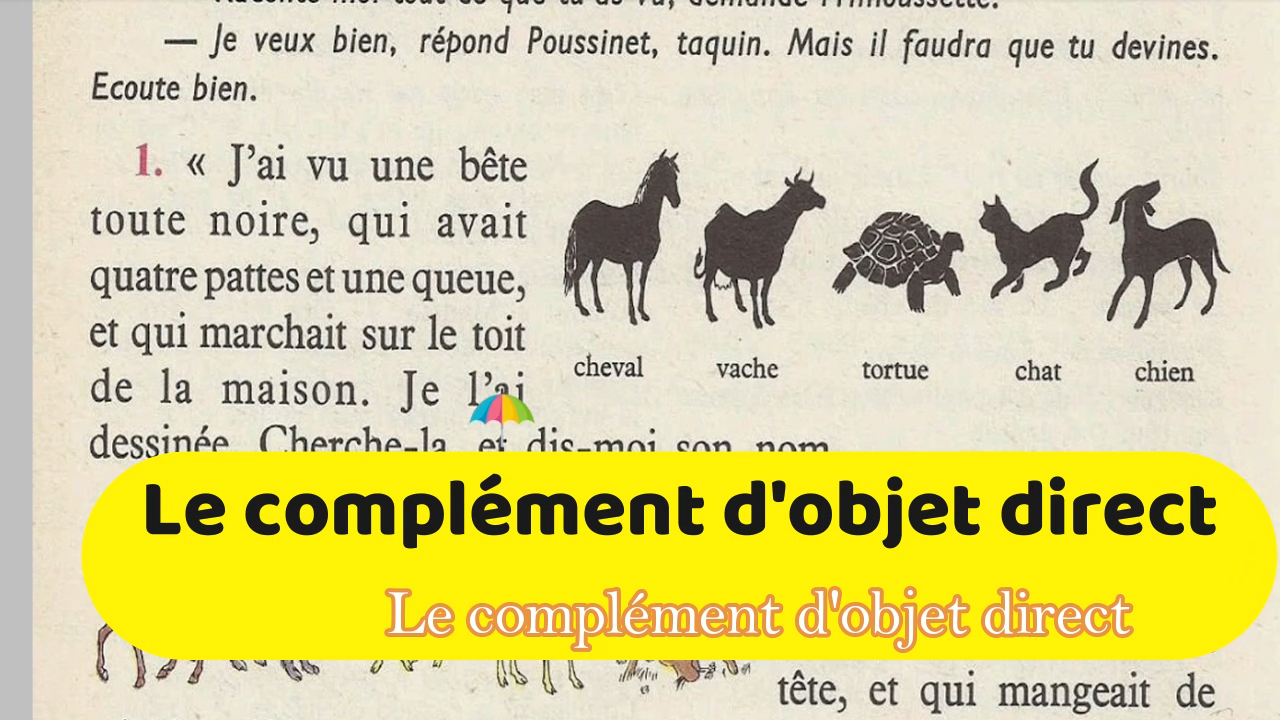 — Je veux bien, répond Poussinet, taquin. Mais il faudra que tu devines.
Ecoute bien.
1. « J'ai vu une bête
toute noire, qui avait
quatre pattes et une queue,
et qui marchait sur le toit
de la maison. Je l'ai
dessinée. Cherche-la, et dis-moi son nom
cheval vache tortue chat chien
Le complément d'objet direct
Le complément d'objet direct
tête, et qui mangeait de